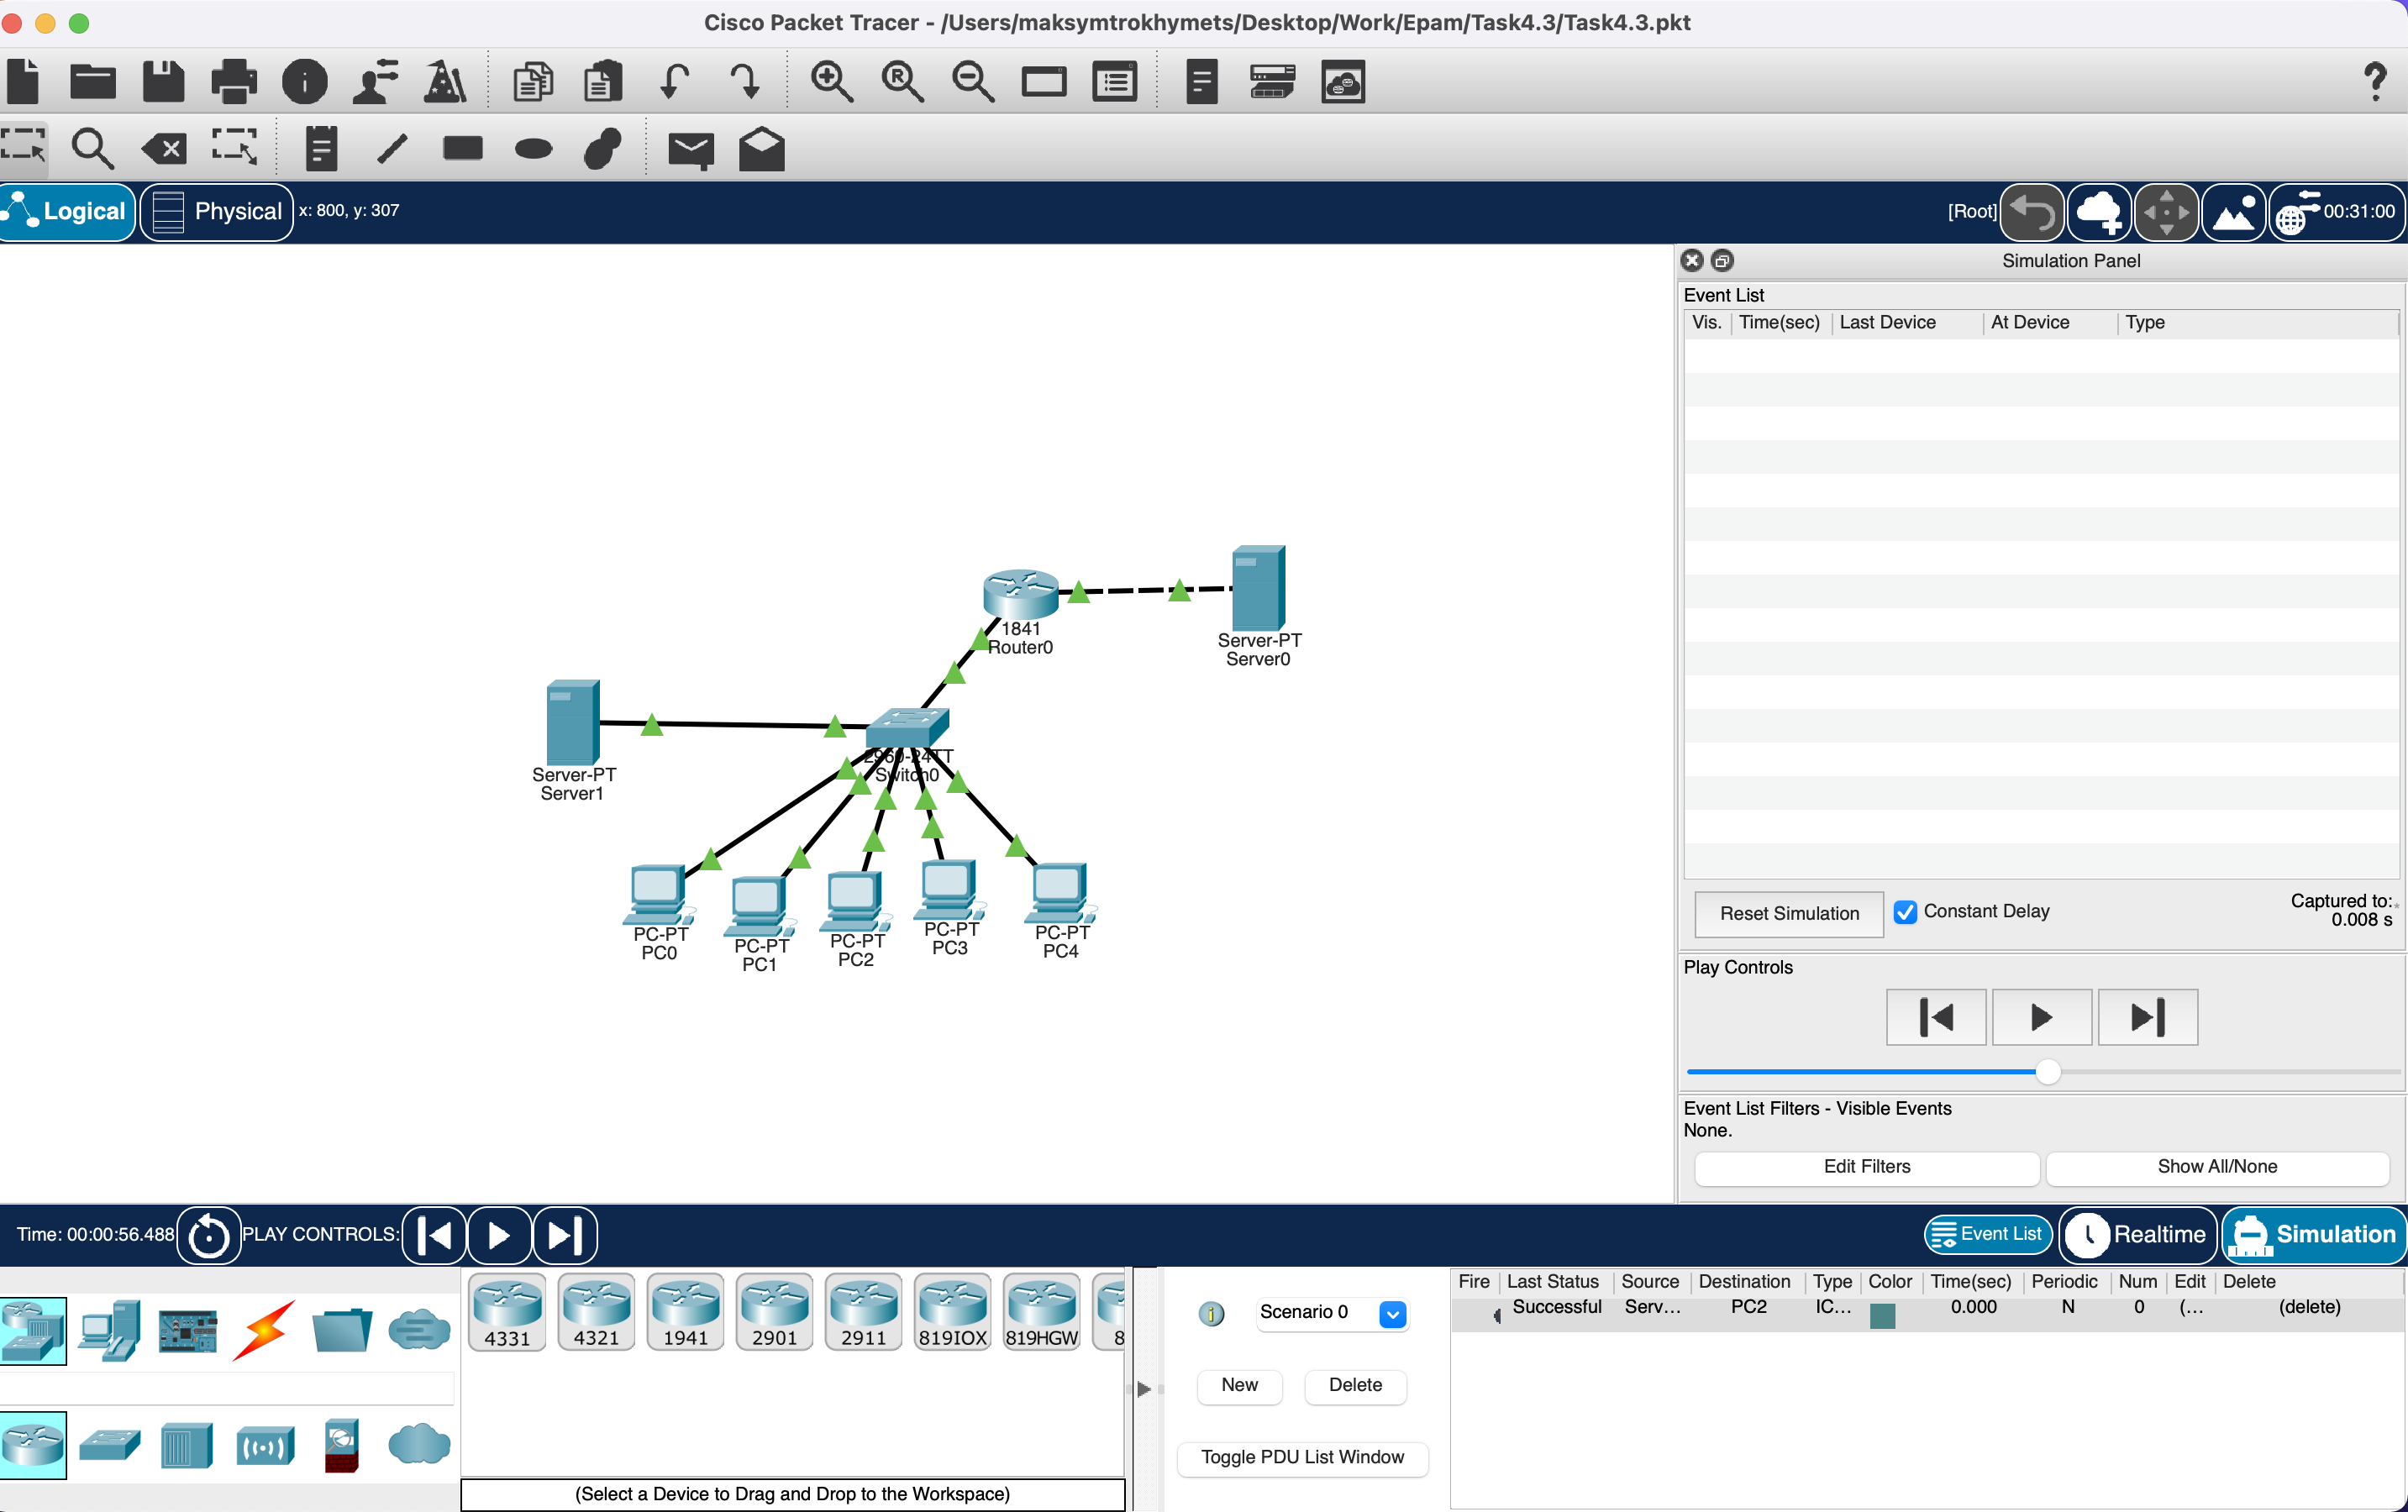 Cisco Packet Tracer - /Users/maksymtrokhymets/Desktop/Work/Epam/Task4.3/Task4.3.pkt
Logical
Physical
x: 800, y: 307
[Root]
00:31:00
Simulation Panel
Event List
Vis.
Time(sec)
Last Device
At Device
Type
1841
Router0
Server-PT
Server0
Server-PT
Server1
2960-24TT
Switch0
PC-PT
PC0
PC-PT
PC1
PC-PT
PC2
PC-PT
PC3
PC-PT
PC4
Reset Simulation
Constant Delay
Captured to:
0.008 s
Play Controls
Event List Filters - Visible Events
None.
Edit Filters
Show All/None
Time: 00:00:56.488
PLAY CONTROLS:
Event List
Realtime
Simulation
4331
4321
1941
2901
2911
819IOX
819HGW
8
(Select a Device to Drag and Drop to the Workspace)
Scenario 0
New
Delete
Toggle PDU List Window
Fire Last Status Source Destination Type Color Time(sec) Periodic Num Edit Delete
Successful Serv... PC2 IC... 0.000 N 0 (... (delete)